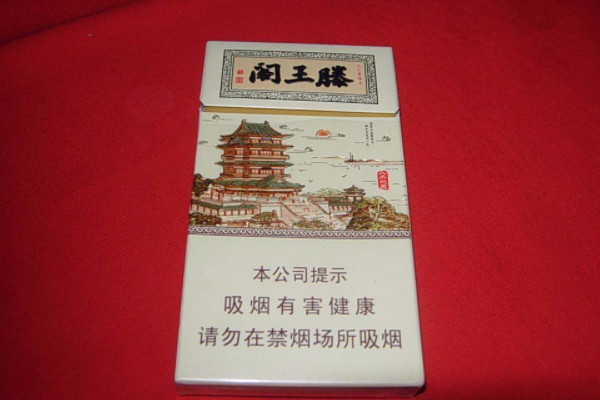 滕王阁
本公司提示
吸烟有害健康
请勿在禁烟场所吸烟